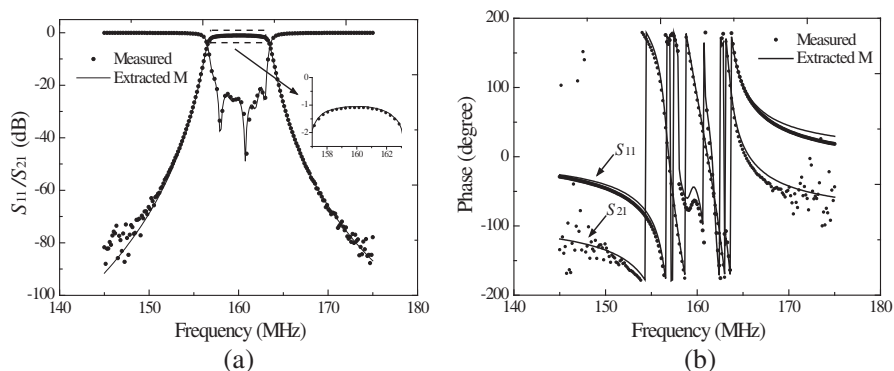 0
-20
-40
-60
-80
-100
S11/S21 (dB)
Measured
Extracted M
0
-1
-2
158 160 162
140 150 160 170 180
Frequency (MHz)
(a)
200
100
0
-100
-200
Phase (degree)
Measured
Extracted M
S11
S21
140 150 160 170 180
Frequency (MHz)
(b)